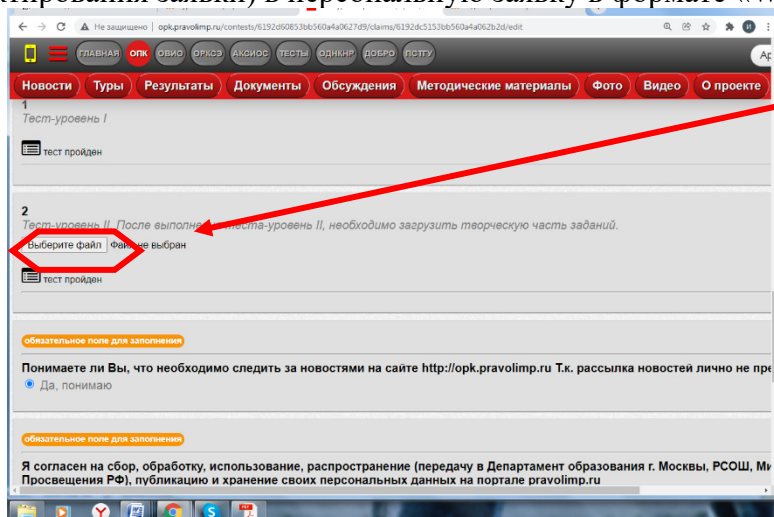 ктирования заявки) в персональную заявку в формате «W
Не защищено | opk.pravolimp.ru/contests/6192d60853bb560a4a0627d9/claims/6192dc5153bb560a4a062b2d/edit
ГЛАВНАЯ ОПК ОВИО ОРКСЭ АКСИОС ТЕСТЫ ОДНКНР ДОБРО ПСТГУ
Новости Туры Результаты Документы Обсуждения Методические материалы Фото Видео О проекте
1
Тест-уровень I
тест пройден
2
Тест-уровень II. После выполнения теста-уровень II, необходимо загрузить творческую часть заданий.
Выберите файл Файл не выбран
тест пройден
обязательное поле для заполнения
Понимаете ли Вы, что необходимо следить за новостями на сайте http://opk.pravolimp.ru Т.к. рассылка новостей лично не пре
Да, понимаю
обязательное поле для заполнения
Я согласен на сбор, обработку, использование, распространение (передачу в Департамент образования г. Москвы, РСОШ, Ми
Просвещения РФ), публикацию и хранение своих персональных данных на портале pravolimp.ru